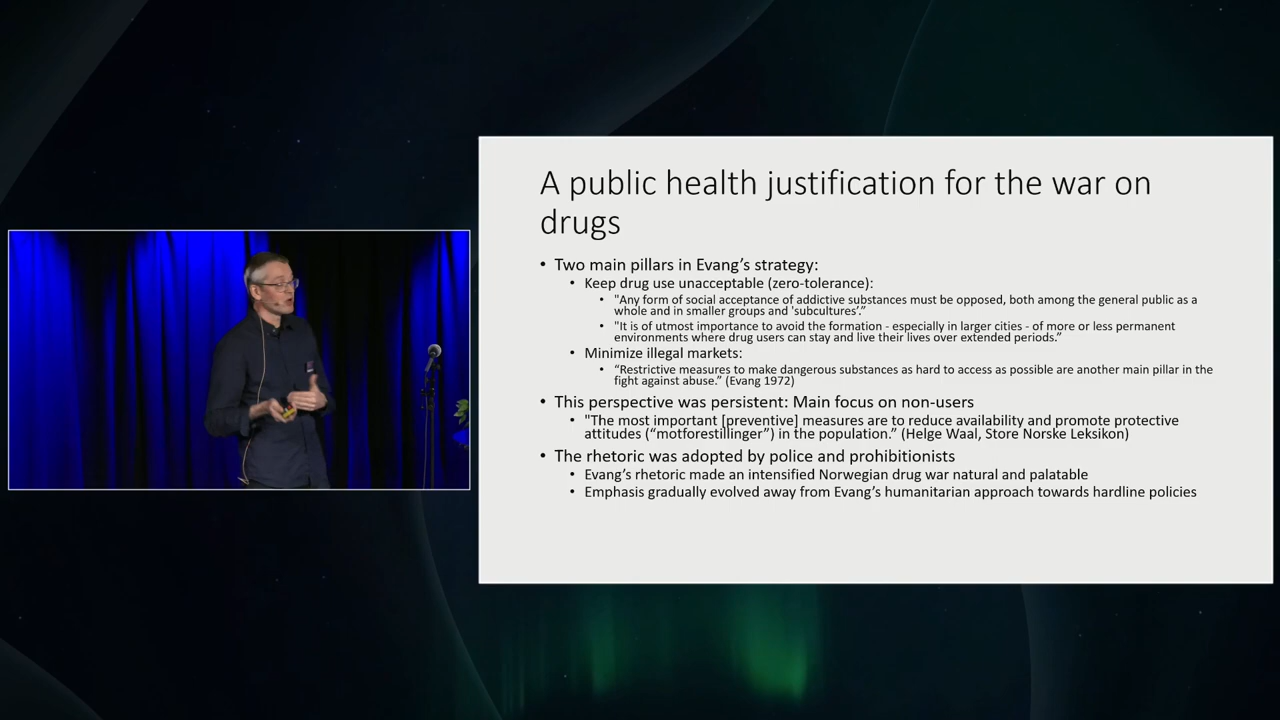 A public health justification for the war on
drugs
• Two main pillars in Evang’s strategy:
• Keep drug use unacceptable (zero-tolerance):
• "Any form of social acceptance of addictive substances must be opposed, both among the general public as a
whole and in smaller groups and 'subcultures’.”
• "It is of utmost importance to avoid the formation - especially in larger cities - of more or less permanent
environments where drug users can stay and live their lives over extended periods.”
• Minimize illegal markets:
• “Restrictive measures to make dangerous substances as hard to access as possible are another main pillar in the
fight against abuse.” (Evang 1972)
• This perspective was persistent: Main focus on non-users
• "The most important [preventive] measures are to reduce availability and promote protective
attitudes (“motforestillinger”) in the population.” (Helge Waal, Store Norske Leksikon)
• The rhetoric was adopted by police and prohibitionists
• Evang’s rhetoric made an intensified Norwegian drug war natural and palatable
• Emphasis gradually evolved away from Evang’s humanitarian approach towards hardline policies